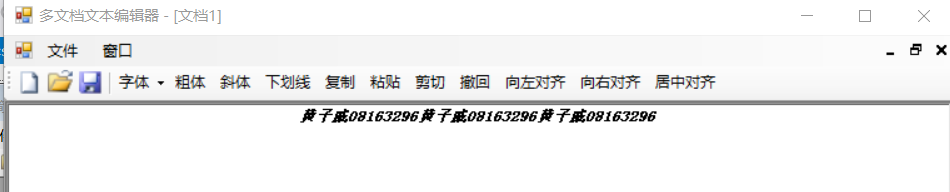 多文档文本编辑器 - [文档1]
文件 窗口
字体 粗体 斜体 下划线 复制 粘贴 剪切 撤回 向左对齐 向右对齐 居中对齐
黄子威08163296黄子威08163296黄子威08163296